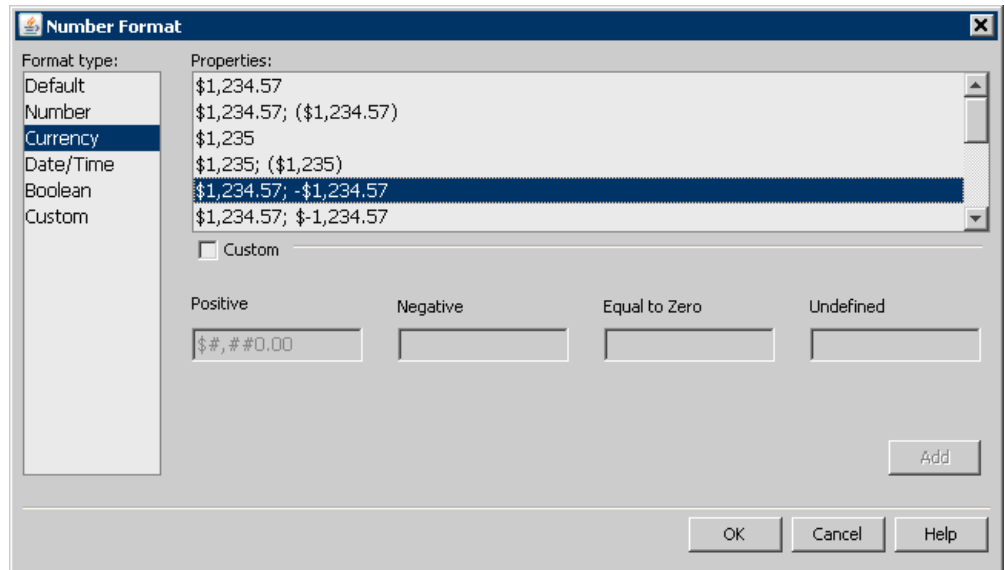 Number Format
Format type:
Default
Number
Currency
Date/Time
Boolean
Custom
Properties:
$1,234.57
$1,234.57; ($1,234.57)
$1,235
$1,235; ($1,235)
$1,234.57; -$1,234.57
$1,234.57; $-1,234.57
Custom
Positive Negative Equal to Zero Undefined
$#,##0.00
Add
OK Cancel Help